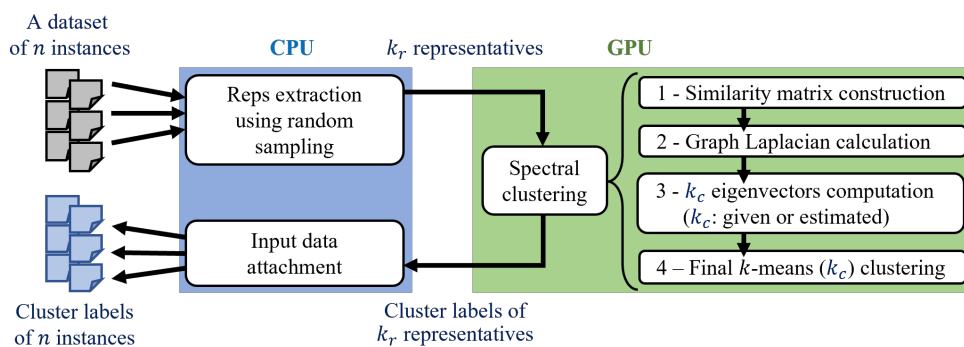 A dataset
of n instances
CPU
k_r representatives
GPU
Reps extraction
using random
sampling
Spectral
clustering
1 - Similarity matrix construction
2 - Graph Laplacian calculation
3 - k_c eigenvectors computation
(k_c: given or estimated)
4 – Final k-means (k_c) clustering
Input data
attachment
Cluster labels
of n instances
Cluster labels of
k_r representatives